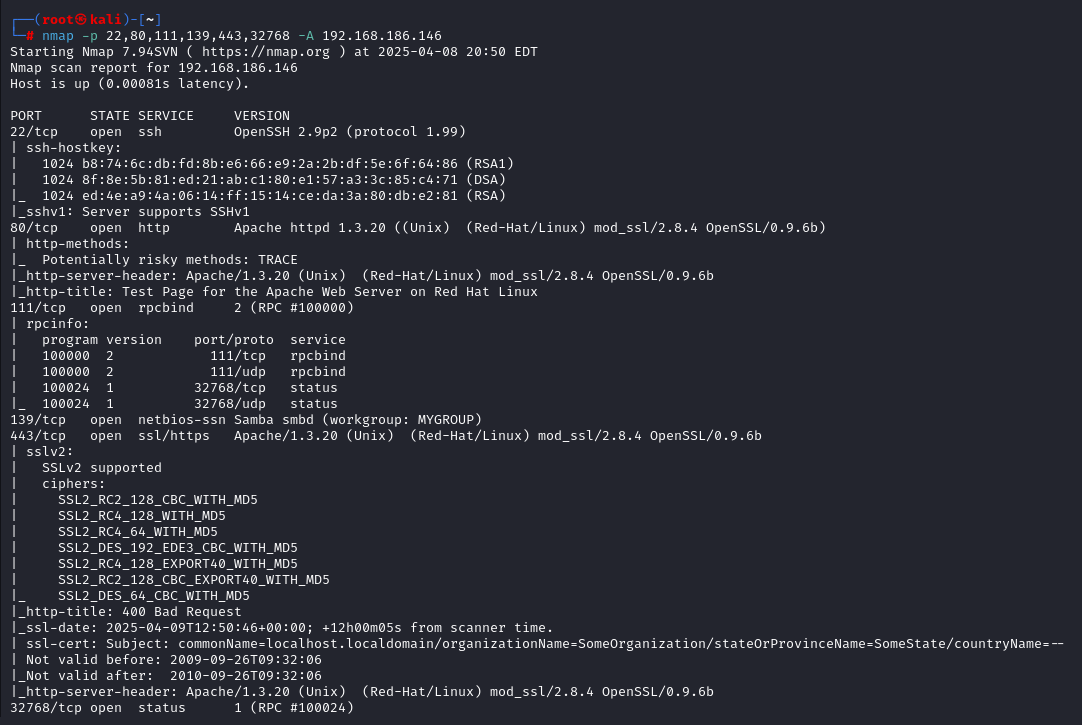 ┌──(root㉿kali)-[~]
└─# nmap -p 22,80,111,139,443,32768 -A 192.168.186.146
Starting Nmap 7.94SVN ( https://nmap.org ) at 2025-04-08 20:50 EDT
Nmap scan report for 192.168.186.146
Host is up (0.00081s latency).

PORT      STATE SERVICE     VERSION
22/tcp    open  ssh         OpenSSH 2.9p2 (protocol 1.99)
| ssh-hostkey:
|   1024 b8:74:6c:db:fd:8b:e6:66:e9:2a:2b:df:5e:6f:64:86 (RSA1)
|   1024 8f:8e:5b:81:ed:21:ab:c1:80:e1:57:a3:3c:85:c4:71 (DSA)
|_  1024 ed:4e:a9:4a:06:14:ff:15:14:ce:da:3a:80:db:e2:81 (RSA)
|_sshv1: Server supports SSHv1
80/tcp    open  http        Apache httpd 1.3.20 ((Unix)  (Red-Hat/Linux) mod_ssl/2.8.4 OpenSSL/0.9.6b)
| http-methods:
|_  Potentially risky methods: TRACE
|_http-server-header: Apache/1.3.20 (Unix)  (Red-Hat/Linux) mod_ssl/2.8.4 OpenSSL/0.9.6b
|_http-title: Test Page for the Apache Web Server on Red Hat Linux
111/tcp   open  rpcbind     2 (RPC #100000)
| rpcinfo:
|   program version    port/proto  service
|   100000  2            111/tcp   rpcbind
|   100000  2            111/udp   rpcbind
|   100024  1          32768/tcp   status
|_  100024  1          32768/udp   status
139/tcp   open  netbios-ssn Samba smbd (workgroup: MYGROUP)
443/tcp   open  ssl/https   Apache/1.3.20 (Unix)  (Red-Hat/Linux) mod_ssl/2.8.4 OpenSSL/0.9.6b
| sslv2:
|   SSLv2 supported
|   ciphers:
|     SSL2_RC2_128_CBC_WITH_MD5
|     SSL2_RC4_128_WITH_MD5
|     SSL2_RC4_64_WITH_MD5
|     SSL2_DES_192_EDE3_CBC_WITH_MD5
|     SSL2_RC4_128_EXPORT40_WITH_MD5
|     SSL2_RC2_128_CBC_EXPORT40_WITH_MD5
|_    SSL2_DES_64_CBC_WITH_MD5
|_http-title: 400 Bad Request
|_ssl-date: 2025-04-09T12:50:46+00:00; +12h00m05s from scanner time.
| ssl-cert: Subject: commonName=localhost.localdomain/organizationName=SomeOrganization/stateOrProvinceName=SomeState/countryName=--
| Not valid before: 2009-09-26T09:32:06
|_Not valid after:  2010-09-26T09:32:06
|_http-server-header: Apache/1.3.20 (Unix)  (Red-Hat/Linux) mod_ssl/2.8.4 OpenSSL/0.9.6b
32768/tcp open  status      1 (RPC #100024)